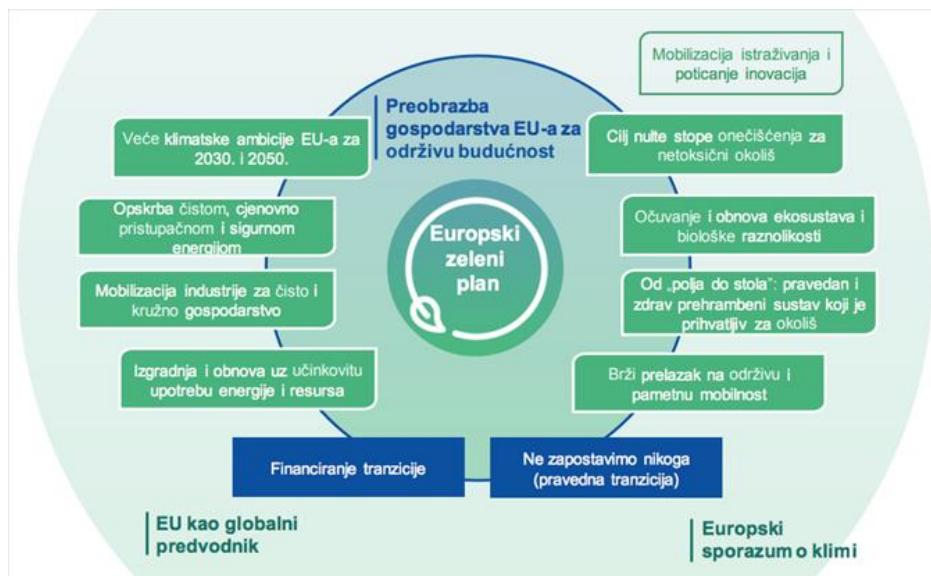 Mobilizacija istraživanja i
poticanje inovacija
Preobrazba
gospodarstva EU-a za
održivu budućnost
Veće klimatske ambicije EU-a za
2030. i 2050.
Cilj nulte stope onečišćenja za
netoksični okoliš
Opskrba čistom, cjenovno
pristupačnom i sigurnom
energijom
Očuvanje i obnova ekosustava i
biološke raznolikosti
Europski
zeleni
plan
Mobilizacija industrije za čisto i
kružno gospodarstvo
Od „polja do stola”: pravedan i
zdrav prehrambeni sustav koji je
prihvatljiv za okoliš
Izgradnja i obnova uz učinkovitu
upotrebu energije i resursa
Brži prelazak na održivu i
pametnu mobilnost
Financiranje tranzicije
Ne zapostavimo nikoga
(pravedna tranzicija)
EU kao globalni
predvodnik
Europski
sporazum o klimi